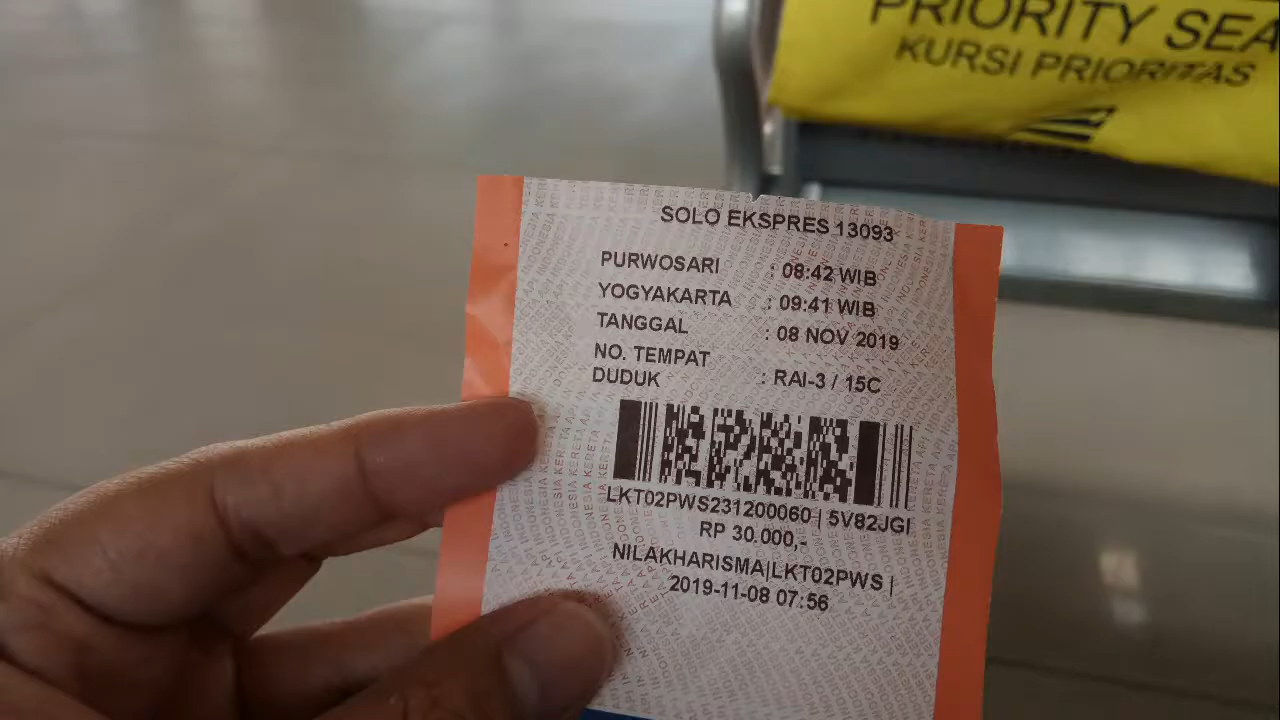 PRIORITY SEA
KURSI PRIORITAS
SOLO EKSPRES 13093
PURWOSARI : 08:42 WIB
YOGYAKARTA : 09:41 WIB
TANGGAL : 08 NOV 2019
NO. TEMPAT
DUDUK : RAI-3 / 15C
LKT02PWS231200060 | 5V82JGI
RP 30.000,-
NILAKHARISMA|LKT02PWS |
2019-11-08 07:56